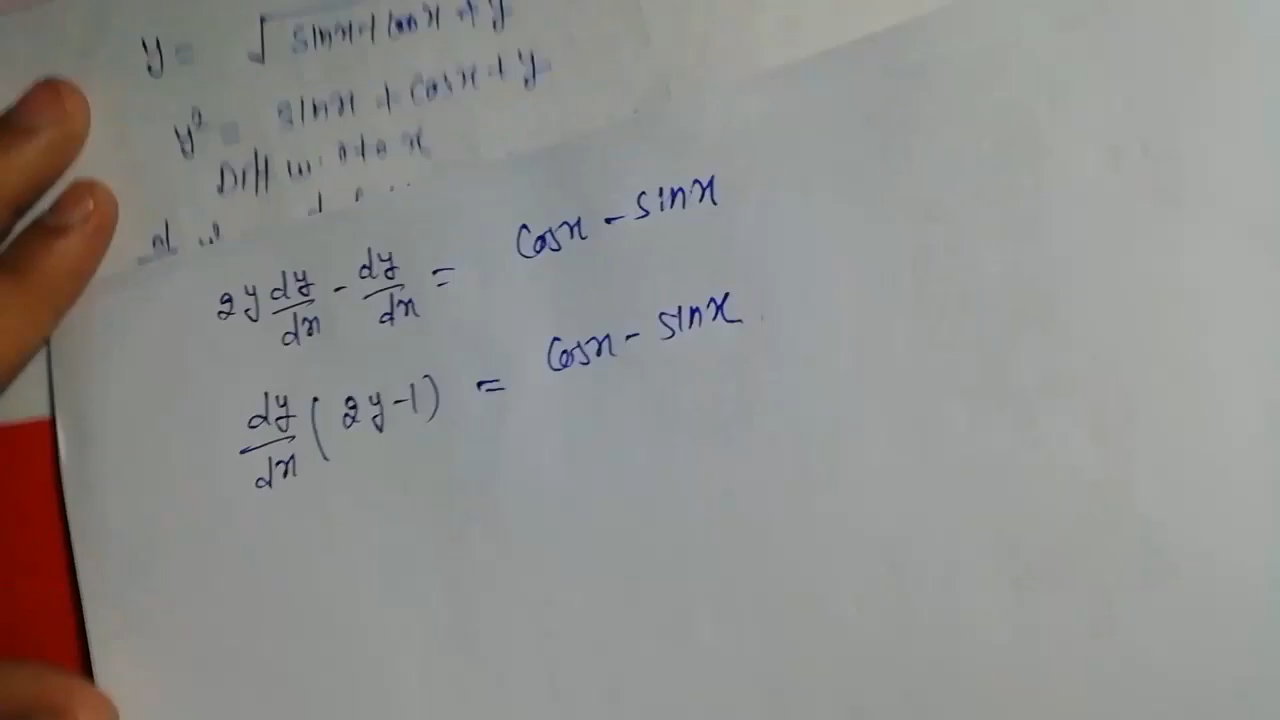 y = √sinx + cosx + y
y² = sinx + cosx + y
Diff w. r. to x
2y dy/dx - dy/dx = cosx - sinx
dy/dx ( 2y-1) = cosx - sinx